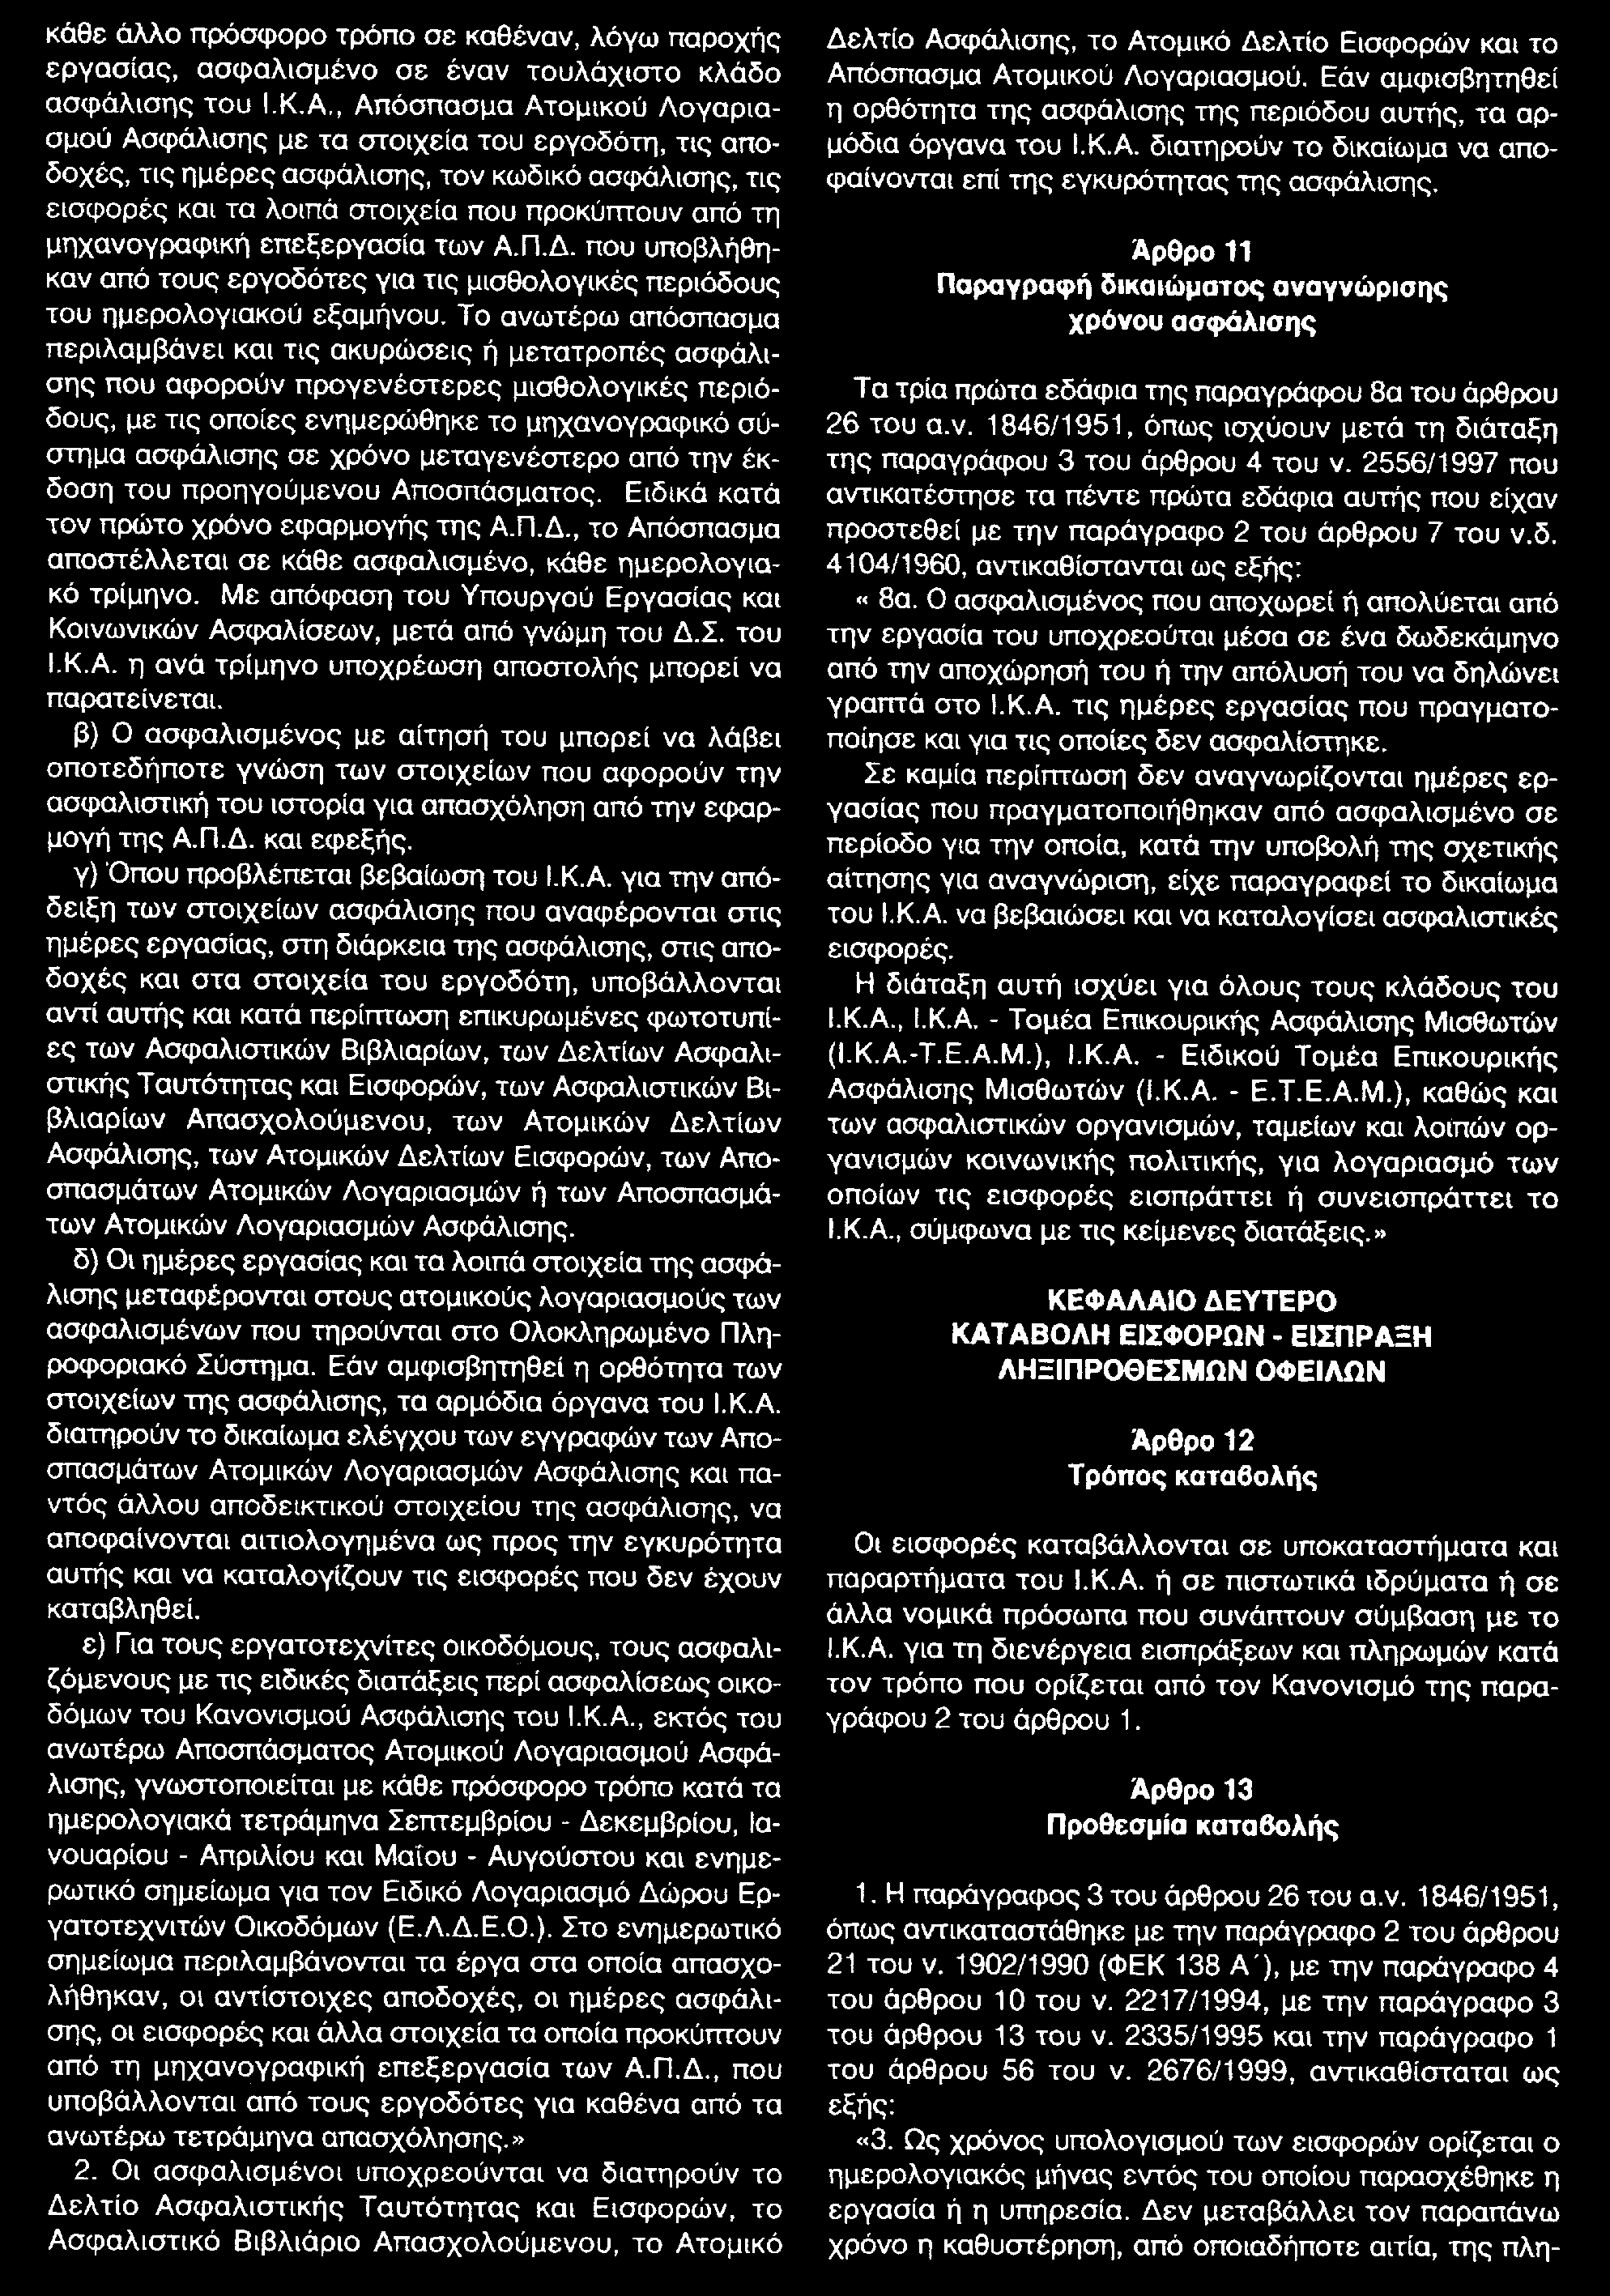 κάθε άλλο πρόσφορο τρόπο σε καθέναν, λόγω παροχής
εργασίας, ασφαλισμένο σε έναν τουλάχιστο κλάδο
ασφάλισης του Ι.Κ.Α., Απόσπασμα Ατομικού Λογαρια-
σμού Ασφάλισης με τα στοιχεία του εργοδότη, τις απο-
δοχές, τις ημέρες ασφάλισης, τον κωδικό ασφάλισης, τις
εισφορές και τα λοιπά στοιχεία που προκύπτουν από τη
μηχανογραφική επεξεργασία των Α.Π.Δ. που υποβλήθη-
καν από τους εργοδότες για τις μισθολογικές περιόδους
του ημερολογιακού εξαμήνου. Το ανωτέρω απόσπασμα
περιλαμβάνει και τις ακυρώσεις ή μετατροπές ασφάλι-
σης που αφορούν προγενέστερες μισθολογικές περιό-
δους, με τις οποίες ενημερώθηκε το μηχανογραφικό σύ-
στημα ασφάλισης σε χρόνο μεταγενέστερο από την έκ-
δοση του προηγούμενου Αποσπάσματος. Ειδικά κατά
τον πρώτο χρόνο εφαρμογής της Α.Π.Δ., το Απόσπασμα
αποστέλλεται σε κάθε ασφαλισμένο, κάθε ημερολογια-
κό τρίμηνο. Με απόφαση του Υπουργού Εργασίας και
Κοινωνικών Ασφαλίσεων, μετά από γνώμη του Δ.Σ. του
Ι.Κ.Α. η ανά τρίμηνο υποχρέωση αποστολής μπορεί να
παρατείνεται.
β) Ο ασφαλισμένος με αίτησή του μπορεί να λάβει
οποτεδήποτε γνώση των στοιχείων που αφορούν την
ασφαλιστική του ιστορία για απασχόληση από την εφαρ-
μογή της Α.Π.Δ. και εφεξής.
γ) Όπου προβλέπεται βεβαίωση του Ι.Κ.Α. για την από-
δειξη των στοιχείων ασφάλισης που αναφέρονται στις
ημέρες εργασίας, στη διάρκεια της ασφάλισης, στις απο-
δοχές και στα στοιχεία του εργοδότη, υποβάλλονται
αντί αυτής και κατά περίπτωση επικυρωμένες φωτοτυπί-
ες των Ασφαλιστικών Βιβλιαρίων, των Δελτίων Ασφαλι-
στικής Ταυτότητας και Εισφορών, των Ασφαλιστικών Βι-
βλιαρίων Απασχολούμενου, των Ατομικών Δελτίων
Ασφάλισης, των Ατομικών Δελτίων Εισφορών, των Απο-
σπασμάτων Ατομικών Λογαριασμών ή των Αποσπασμά-
των Ατομικών Λογαριασμών Ασφάλισης.
δ) Οι ημέρες εργασίας και τα λοιπά στοιχεία της ασφά-
λισης μεταφέρονται στους ατομικούς λογαριασμούς των
ασφαλισμένων που τηρούνται στο Ολοκληρωμένο Πλη-
ροφοριακό Σύστημα. Εάν αμφισβητηθεί η ορθότητα των
στοιχείων της ασφάλισης, τα αρμόδια όργανα του Ι.Κ.Α.
διατηρούν το δικαίωμα ελέγχου των εγγραφών των Απο-
σπασμάτων Ατομικών Λογαριασμών Ασφάλισης και πα-
ντός άλλου αποδεικτικού στοιχείου της ασφάλισης, να
αποφαίνονται αιτιολογημένα ως προς την εγκυρότητα
αυτής και να καταλογίζουν τις εισφορές που δεν έχουν
καταβληθεί.
ε) Για τους εργατοτεχνίτες οικοδόμους, τους ασφαλι-
ζόμενους με τις ειδικές διατάξεις περί ασφαλίσεως οικο-
δόμων του Κανονισμού Ασφάλισης του Ι.Κ.Α., εκτός του
ανωτέρω Αποσπάσματος Ατομικού Λογαριασμού Ασφά-
λισης, γνωστοποιείται με κάθε πρόσφορο τρόπο κατά τα
ημερολογιακά τετράμηνα Σεπτεμβρίου - Δεκεμβρίου, Ια-
νουαρίου - Απριλίου και Μαΐου - Αυγούστου και ενημε-
ρωτικό σημείωμα για τον Ειδικό Λογαριασμό Δώρου Ερ-
γατοτεχνιτών Οικοδόμων (Ε.Λ.Δ.Ε.Ο.). Στο ενημερωτικό
σημείωμα περιλαμβάνονται τα έργα στα οποία απασχο-
λήθηκαν, οι αντίστοιχες αποδοχές, οι ημέρες ασφάλι-
σης, οι εισφορές και άλλα στοιχεία τα οποία προκύπτουν
από τη μηχανογραφική επεξεργασία των Α.Π.Δ., που
υποβάλλονται από τους εργοδότες για καθένα από τα
ανωτέρω τετράμηνα απασχόλησης.»
2. Οι ασφαλισμένοι υποχρεούνται να διατηρούν το
Δελτίο Ασφαλιστικής Ταυτότητας και Εισφορών, το
Ασφαλιστικό Βιβλιάριο Απασχολούμενου, το Ατομικό
Δελτίο Ασφάλισης, το Ατομικό Δελτίο Εισφορών και το
Απόσπασμα Ατομικού Λογαριασμού. Εάν αμφισβητηθεί
η ορθότητα της ασφάλισης της περιόδου αυτής, τα αρ-
μόδια όργανα του Ι.Κ.Α. διατηρούν το δικαίωμα να απο-
φαίνονται επί της εγκυρότητας της ασφάλισης.
Άρθρο 11
Παραγραφή δικαιώματος αναγνώρισης
χρόνου ασφάλισης
Τα τρία πρώτα εδάφια της παραγράφου 8α του άρθρου
26 του α.ν. 1846/1951, όπως ισχύουν μετά τη διάταξη
της παραγράφου 3 του άρθρου 4 του ν. 2556/1997 που
αντικατέστησε τα πέντε πρώτα εδάφια αυτής που είχαν
προστεθεί με την παράγραφο 2 του άρθρου 7 του ν.δ.
4104/1960, αντικαθίστανται ως εξής:
« 8α. Ο ασφαλισμένος που αποχωρεί ή απολύεται από
την εργασία του υποχρεούται μέσα σε ένα δωδεκάμηνο
από την αποχώρησή του ή την απόλυσή του να δηλώνει
γραπτά στο Ι.Κ.Α. τις ημέρες εργασίας που πραγματο-
ποίησε και για τις οποίες δεν ασφαλίστηκε.
Σε καμία περίπτωση δεν αναγνωρίζονται ημέρες ερ-
γασίας που πραγματοποιήθηκαν από ασφαλισμένο σε
περίοδο για την οποία, κατά την υποβολή της σχετικής
αίτησης για αναγνώριση, είχε παραγραφεί το δικαίωμα
του Ι.Κ.Α. να βεβαιώσει και να καταλογίσει ασφαλιστικές
εισφορές.
Η διάταξη αυτή ισχύει για όλους τους κλάδους του
Ι.Κ.Α., Ι.Κ.Α. - Τομέα Επικουρικής Ασφάλισης Μισθωτών
(Ι.Κ.Α.-Τ.Ε.Α.Μ.), Ι.Κ.Α. - Ειδικού Τομέα Επικουρικής
Ασφάλισης Μισθωτών (Ι.Κ.Α. - Ε.Τ.Ε.Α.Μ.), καθώς και
των ασφαλιστικών οργανισμών, ταμείων και λοιπών ορ-
γανισμών κοινωνικής πολιτικής, για λογαριασμό των
οποίων τις εισφορές εισπράττει ή συνεισπράττει το
Ι.Κ.Α., σύμφωνα με τις κείμενες διατάξεις.»
ΚΕΦΑΛΑΙΟ ΔΕΥΤΕΡΟ
ΚΑΤΑΒΟΛΗ ΕΙΣΦΟΡΩΝ - ΕΙΣΠΡΑΞΗ
ΛΗΞΙΠΡΟΘΕΣΜΩΝ ΟΦΕΙΛΩΝ
Άρθρο 12
Τρόπος καταβολής
Οι εισφορές καταβάλλονται σε υποκαταστήματα και
παραρτήματα του Ι.Κ.Α. ή σε πιστωτικά ιδρύματα ή σε
άλλα νομικά πρόσωπα που συνάπτουν σύμβαση με το
Ι.Κ.Α. για τη διενέργεια εισπράξεων και πληρωμών κατά
τον τρόπο που ορίζεται από τον Κανονισμό της παρα-
γράφου 2 του άρθρου 1.
Άρθρο 13
Προθεσμία καταβολής
1. Η παράγραφος 3 του άρθρου 26 του α.ν. 1846/1951,
όπως αντικαταστάθηκε με την παράγραφο 2 του άρθρου
21 του ν. 1902/1990 (ΦΕΚ 138 Α΄), με την παράγραφο 4
του άρθρου 10 του ν. 2217/1994, με την παράγραφο 3
του άρθρου 13 του ν. 2335/1995 και την παράγραφο 1
του άρθρου 56 του ν. 2676/1999, αντικαθίσταται ως
εξής:
«3. Ως χρόνος υπολογισμού των εισφορών ορίζεται ο
ημερολογιακός μήνας εντός του οποίου παρασχέθηκε η
εργασία ή η υπηρεσία. Δεν μεταβάλλει τον παραπάνω
χρόνο η καθυστέρηση, από οποιαδήποτε αιτία, της πλη-